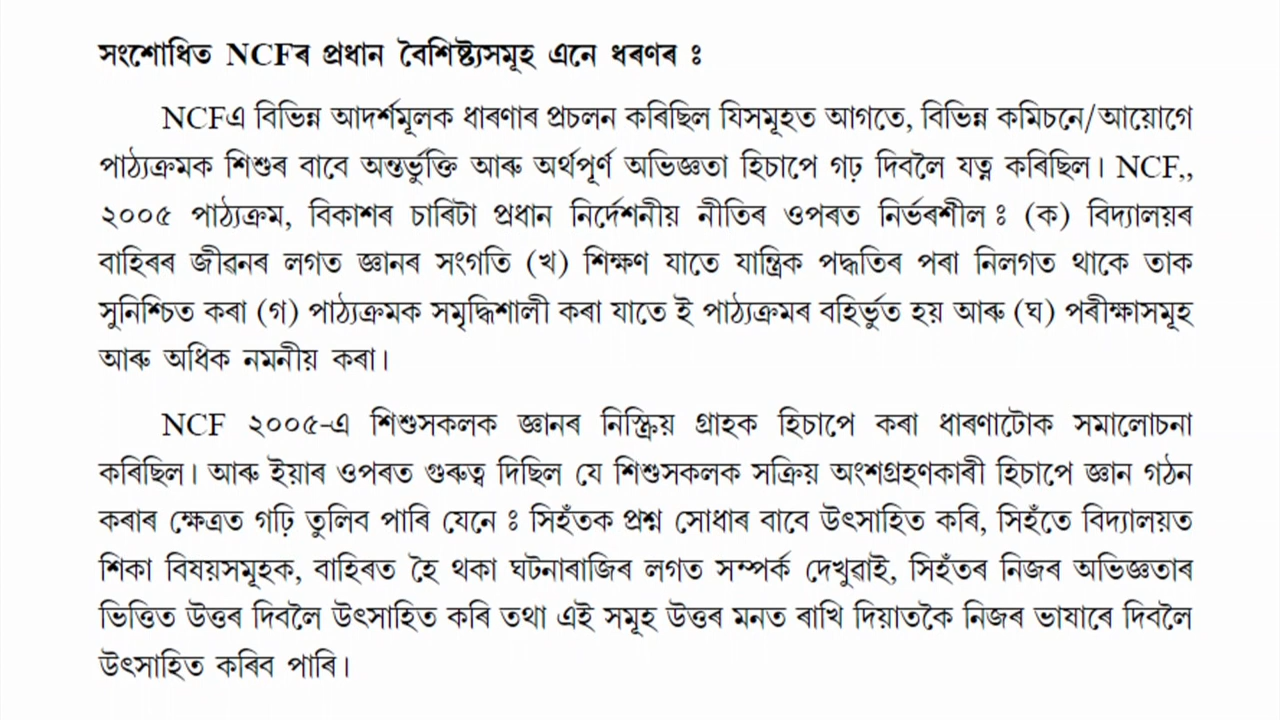 সংশোধিত NCFৰ প্ৰধান বৈশিষ্ট্যসমূহ এনে ধৰণৰ ঃ
NCFএ বিভিন্ন আদৰ্শমূলক ধাৰণাৰ প্ৰচলন কৰিছিল যিসমূহত আগতে, বিভিন্ন কমিচনে/আয়োগে
পাঠ্যক্ৰমক শিশুৰ বাবে অন্তৰ্ভুক্তি আৰু অৰ্থপূৰ্ণ অভিজ্ঞতা হিচাপে গঢ় দিবলৈ যত্ন কৰিছিল। NCF,,
২০০৫ পাঠ্যক্ৰম, বিকাশৰ চাৰিটা প্ৰধান নিৰ্দেশনীয় নীতিৰ ওপৰত নিৰ্ভৰশীল ঃ (ক) বিদ্যালয়ৰ
বাহিৰৰ জীৱনৰ লগত জ্ঞানৰ সংগতি (খ) শিক্ষণ যাতে যান্ত্ৰিক পদ্ধতিৰ পৰা নিলগত থাকে তাক
সুনিশ্চিত কৰা (গ) পাঠ্যক্ৰমক সমৃদ্ধিশালী কৰা যাতে ই পাঠ্যক্ৰমৰ বহিৰ্ভুত হয় আৰু (ঘ) পৰীক্ষাসমূহ
আৰু অধিক নমনীয় কৰা।
NCF ২০০৫-এ শিশুসকলক জ্ঞানৰ নিস্ক্ৰিয় গ্ৰাহক হিচাপে কৰা ধাৰণাটোক সমালোচনা
কৰিছিল। আৰু ইয়াৰ ওপৰত গুৰুত্ব দিছিল যে শিশুসকলক সক্ৰিয় অংশগ্ৰহণকাৰী হিচাপে জ্ঞান গঠন
কৰাৰ ক্ষেত্ৰত গঢ়ি তুলিব পাৰি যেনে ঃ সিহঁতক প্ৰশ্ন সোধাৰ বাবে উৎসাহিত কৰি, সিহঁতে বিদ্যালয়ত
শিকা বিষয়সমূহক, বাহিৰত হৈ থকা ঘটনাৰাজিৰ লগত সম্পৰ্ক দেখুৱাই, সিহঁতৰ নিজৰ অভিজ্ঞতাৰ
ভিত্তিত উত্তৰ দিবলৈ উৎসাহিত কৰি তথা এই সমূহ উত্তৰ মনত ৰাখি দিয়াতকৈ নিজৰ ভাষাৰে দিবলৈ
উৎসাহিত কৰিব পাৰি।